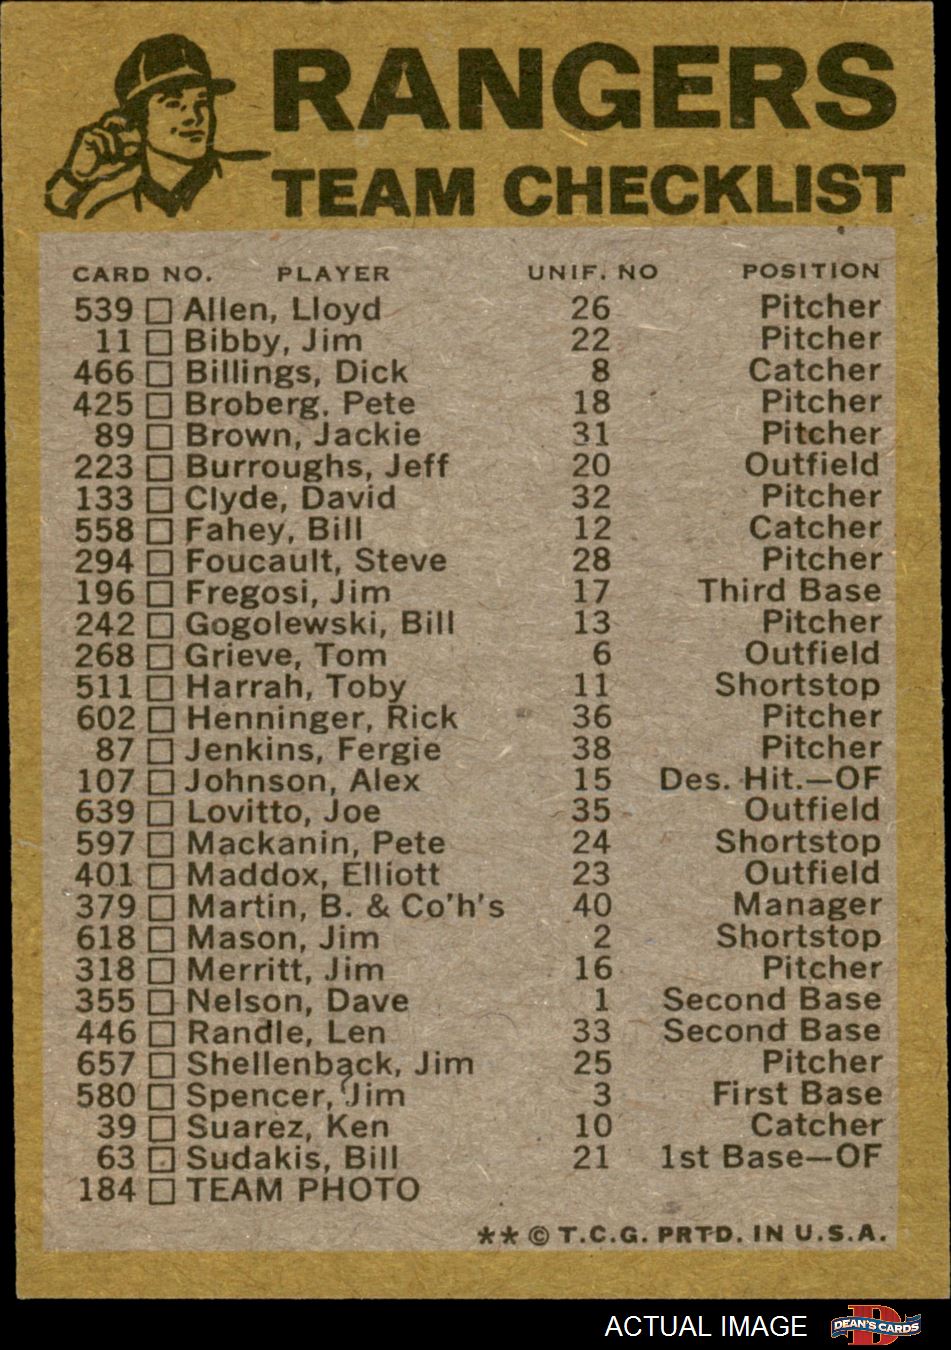 RANGERS
TEAM CHECKLIST
CARD NO. PLAYER UNIF. NO POSITION
539 □ Allen, Lloyd 26 Pitcher
11 □ Bibby, Jim 22 Pitcher
466 □ Billings, Dick 8 Catcher
425 □ Broberg. Pete 18 Pitcher
89 □ Brown, Jackie 31 Pitcher
223 □ Burroughs, Jeff 20 Outfield
133 □ Clyde, David 32 Pitcher
558 □ Fahey, Bill 12 Catcher
294 □ Foucault, Steve 28 Pitcher
196 □ Fregosi, Jim 17 Third Base
242 □ Gogolewski, Bill 13 Pitcher
268 □ Grieve, Tom 6 Outfield
511 □ Harrah, Toby 11 Shortstop
602 □ Henninger, Rick 36 Pitcher
87 □ Jenkins, Fergie 38 Pitcher
107 □ Johnson, Alex 15 Des. Hit.—OF
639 □ Lovitto, Joe 35 Outfield
597 □ Mackanin, Pete 24 Shortstop
401 □ Maddox, Elliott 23 Outfield
379 □ Martin, B. & Co'h's 40 Manager
618 □ Mason, Jim 2 Shortstop
318 □ Merritt, Jim 16 Pitcher
355 □ Nelson, Dave 1 Second Base
446 □ Randle, Len 33 Second Base
657 □ Shellenback, Jim 25 Pitcher
580 □ Spencer, Jim 3 First Base
39 □ Suarez, Ken 10 Catcher
63 □ Sudakis, Bill 21 1st Base—OF
184 □ TEAM PHOTO
** © T.C.G. PRTD. IN U.S.A.
ACTUAL IMAGE D DEAN'S CARDS